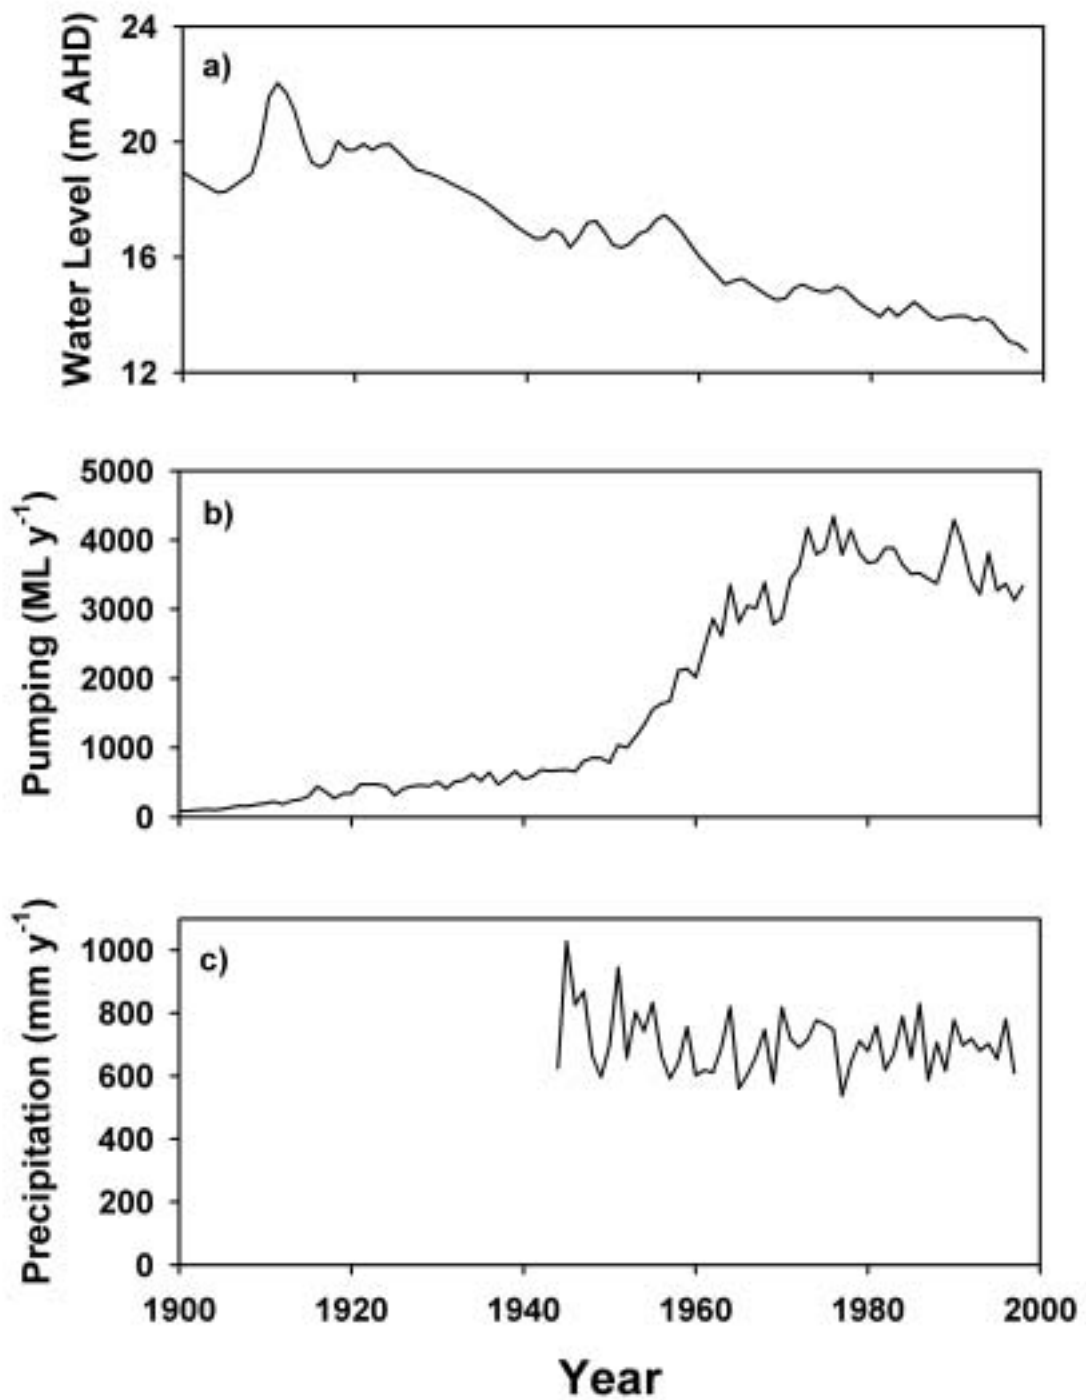 a)
Water Level (m AHD)
24
20
16
12
b)
Pumping (ML y⁻¹)
5000
4000
3000
2000
1000
0
c)
Precipitation (mm y⁻¹)
1000
800
600
400
200
0
1900 1920 1940 1960 1980 2000
Year